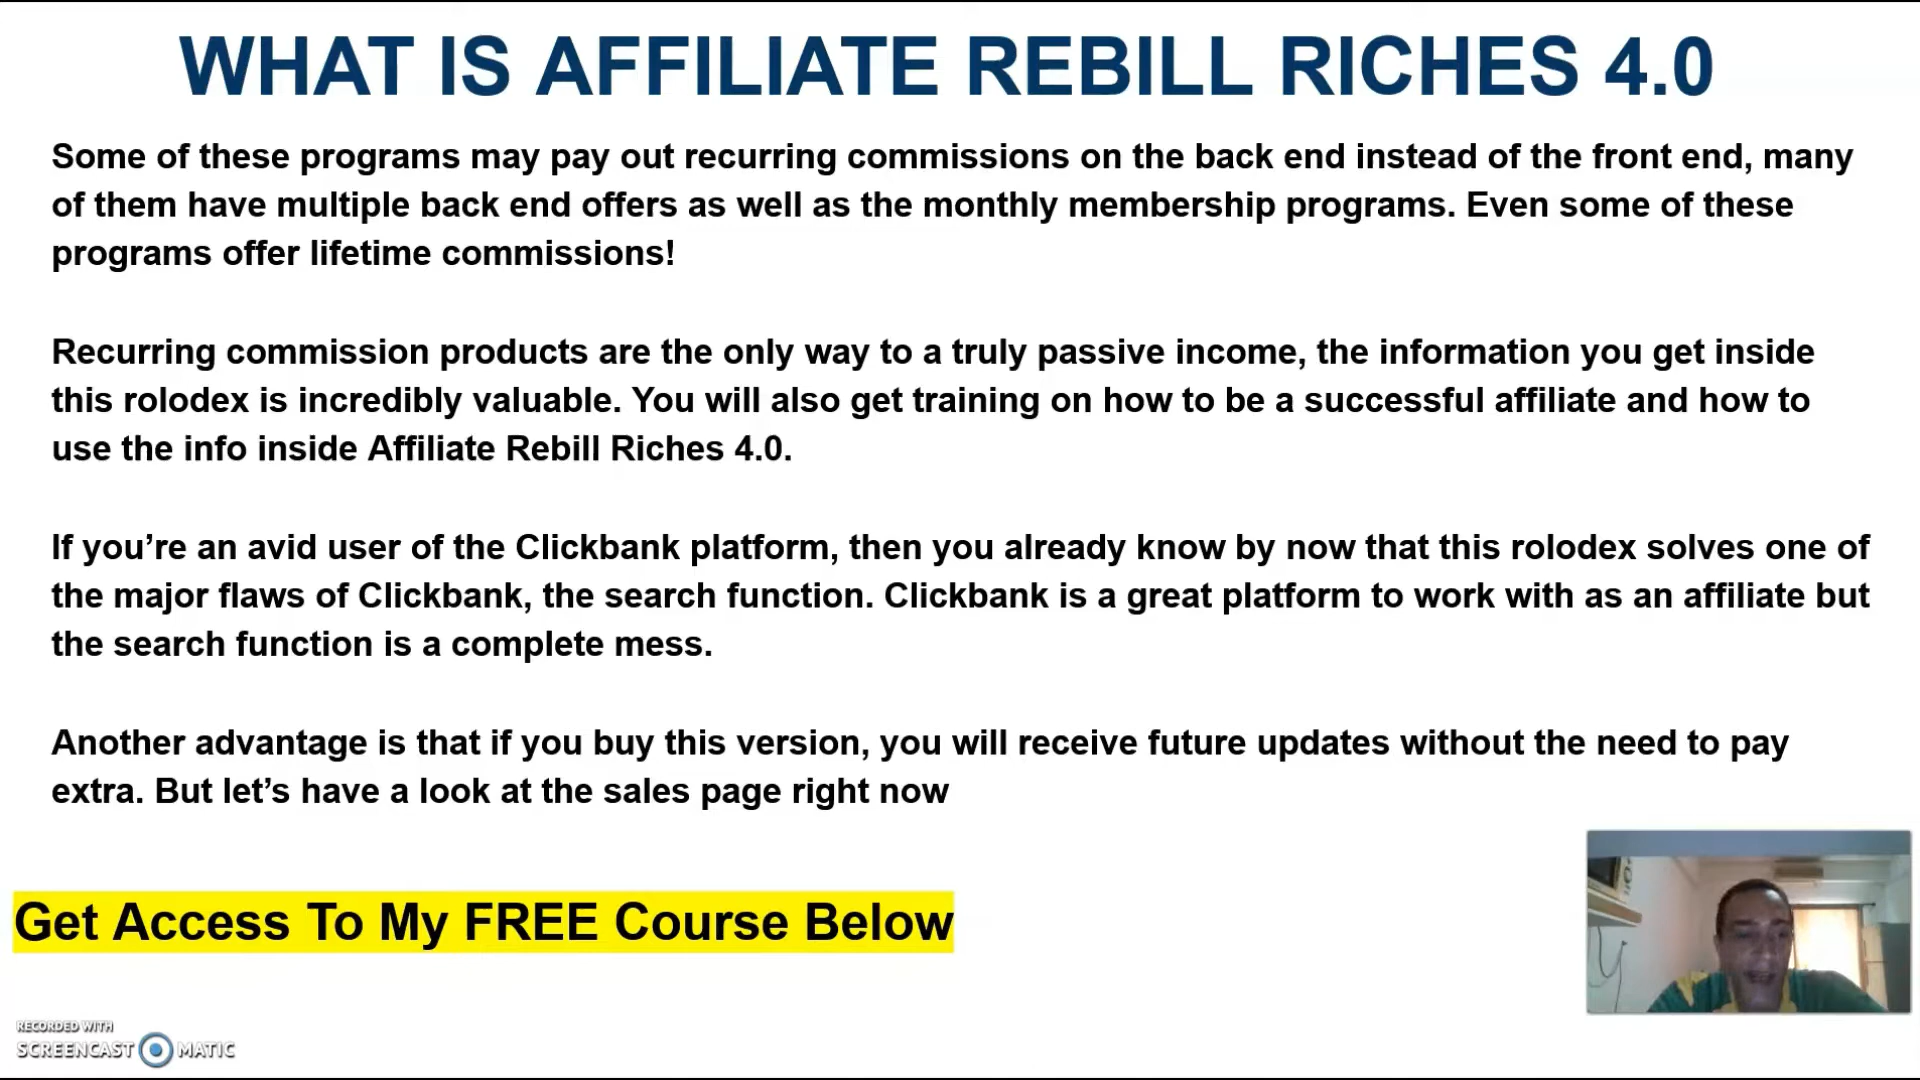 WHAT IS AFFILIATE REBILL RICHES 4.0
Some of these programs may pay out recurring commissions on the back end instead of the front end, many
of them have multiple back end offers as well as the monthly membership programs. Even some of these
programs offer lifetime commissions!
Recurring commission products are the only way to a truly passive income, the information you get inside
this rolodex is incredibly valuable. You will also get training on how to be a successful affiliate and how to
use the info inside Affiliate Rebill Riches 4.0.
If you’re an avid user of the Clickbank platform, then you already know by now that this rolodex solves one of
the major flaws of Clickbank, the search function. Clickbank is a great platform to work with as an affiliate but
the search function is a complete mess.
Another advantage is that if you buy this version, you will receive future updates without the need to pay
extra. But let’s have a look at the sales page right now
Get Access To My FREE Course Below
RECORDED WITH
SCREENCAST MATIC